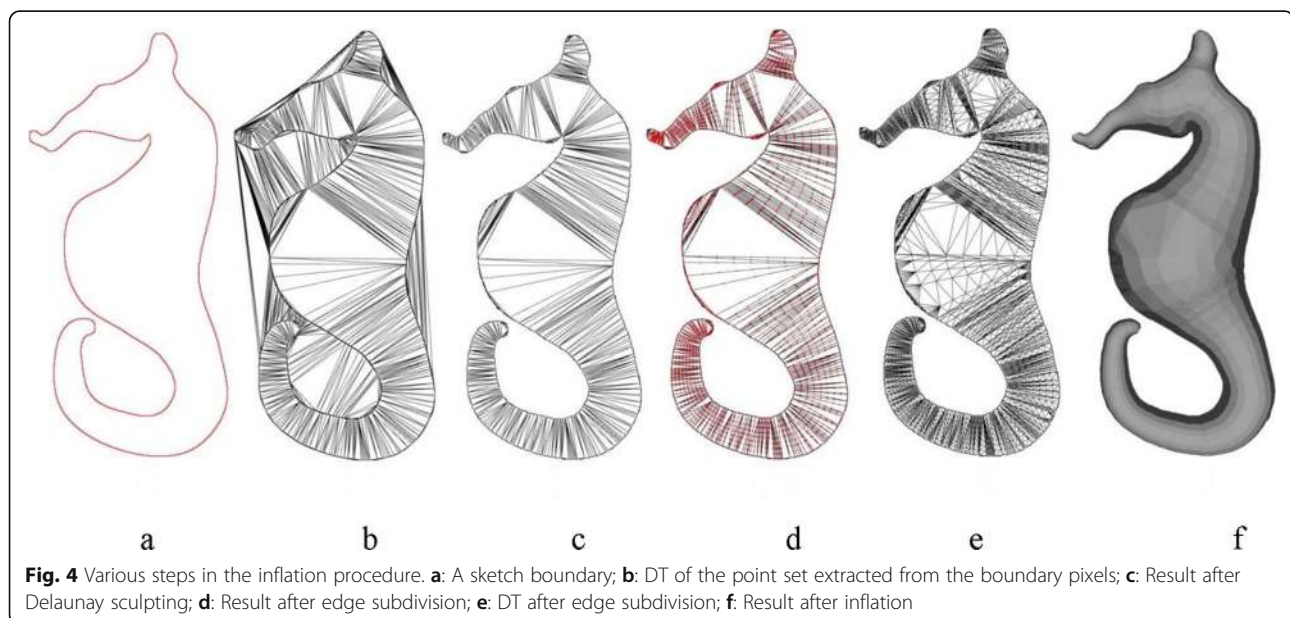 a b c d e f
Fig. 4 Various steps in the inflation procedure. a: A sketch boundary; b: DT of the point set extracted from the boundary pixels; c: Result after
Delaunay sculpting; d: Result after edge subdivision; e: DT after edge subdivision; f: Result after inflation